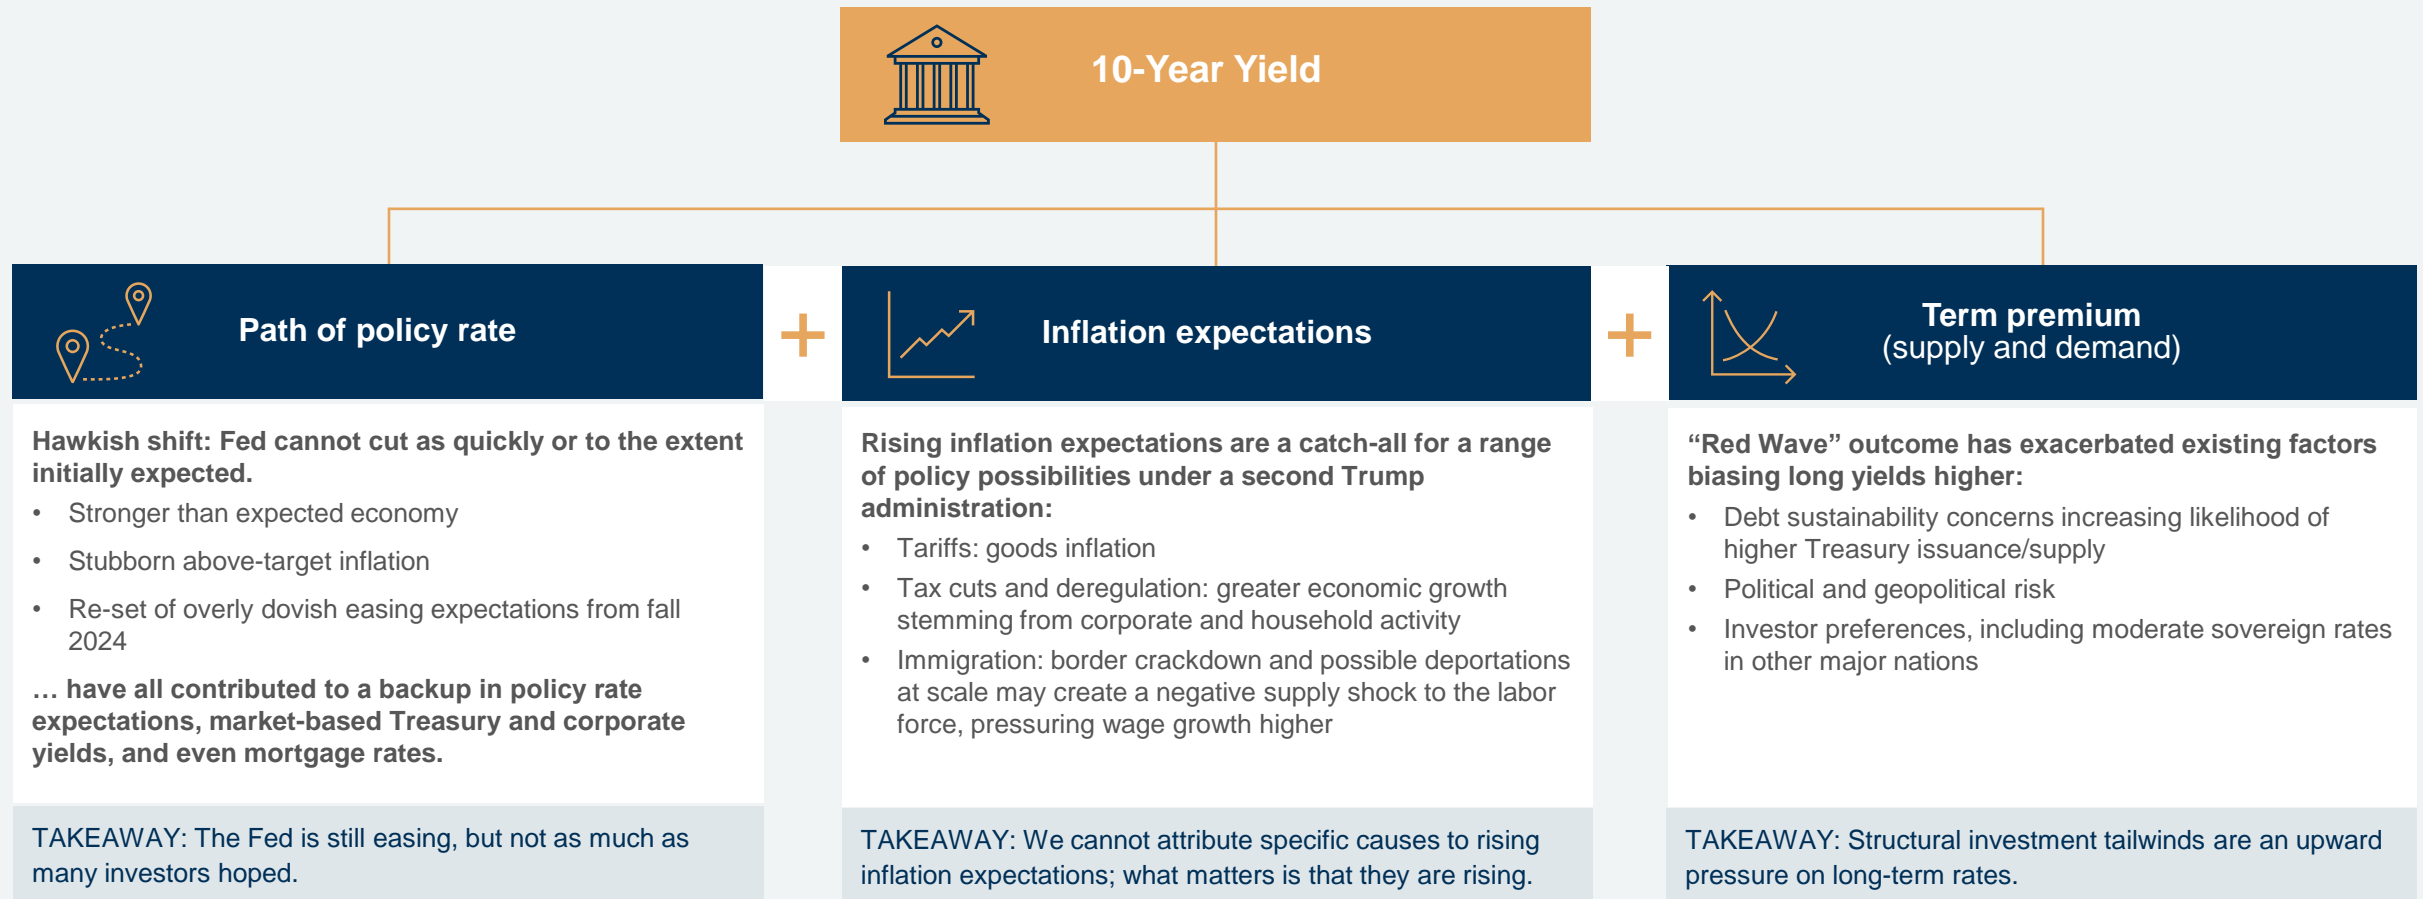 10-Year Yield
Path of policy rate
+
Inflation expectations
+
Term premium
(supply and demand)
Hawkish shift: Fed cannot cut as quickly or to the extent
initially expected.
• Stronger than expected economy
• Stubborn above-target inflation
• Re-set of overly dovish easing expectations from fall
2024
… have all contributed to a backup in policy rate
expectations, market-based Treasury and corporate
yields, and even mortgage rates.
TAKEAWAY: The Fed is still easing, but not as much as
many investors hoped.
Rising inflation expectations are a catch-all for a range
of policy possibilities under a second Trump
administration:
• Tariffs: goods inflation
• Tax cuts and deregulation: greater economic growth
stemming from corporate and household activity
• Immigration: border crackdown and possible deportations
at scale may create a negative supply shock to the labor
force, pressuring wage growth higher
TAKEAWAY: We cannot attribute specific causes to rising
inflation expectations; what matters is that they are rising.
“Red Wave” outcome has exacerbated existing factors
biasing long yields higher:
• Debt sustainability concerns increasing likelihood of
higher Treasury issuance/supply
• Political and geopolitical risk
• Investor preferences, including moderate sovereign rates
in other major nations
TAKEAWAY: Structural investment tailwinds are an upward
pressure on long-term rates.